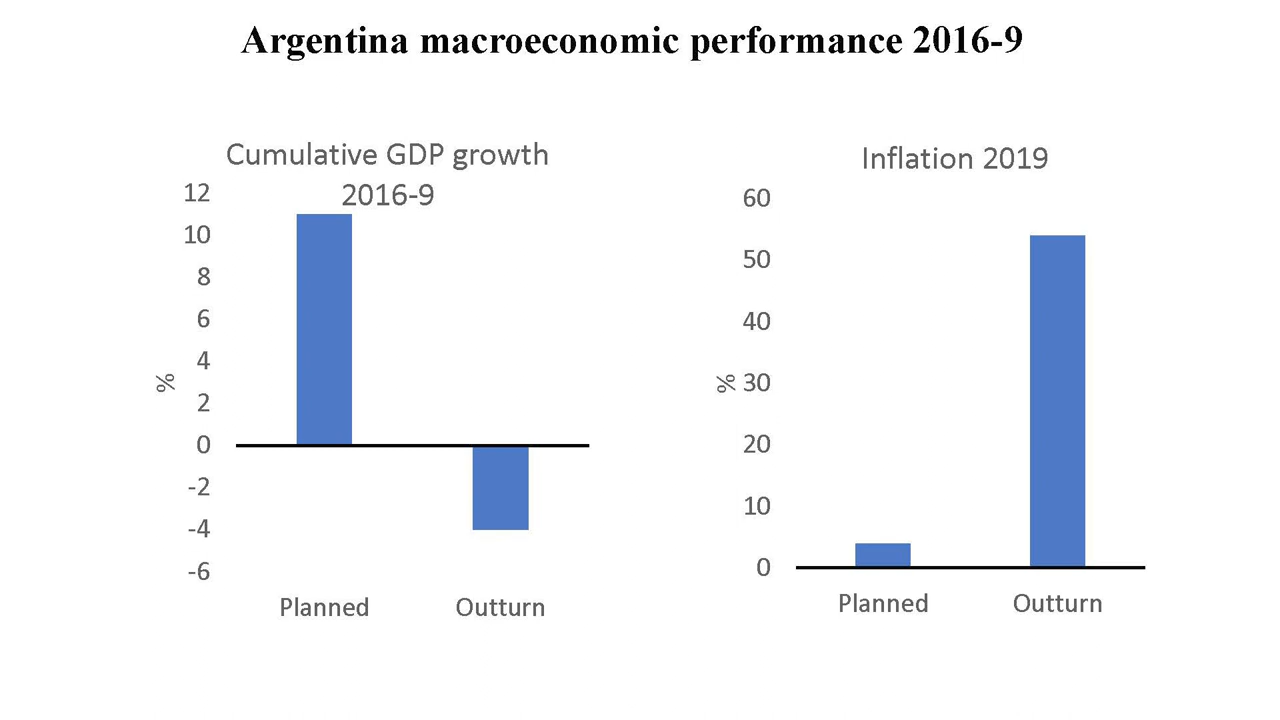 Argentina macroeconomic performance 2016-9
Cumulative GDP growth
2016-9
12
10
8
6
4
2
0
-2
-4
-6
%
Planned
Outturn
Inflation 2019
60
50
40
30
20
10
0
%
Planned
Outturn